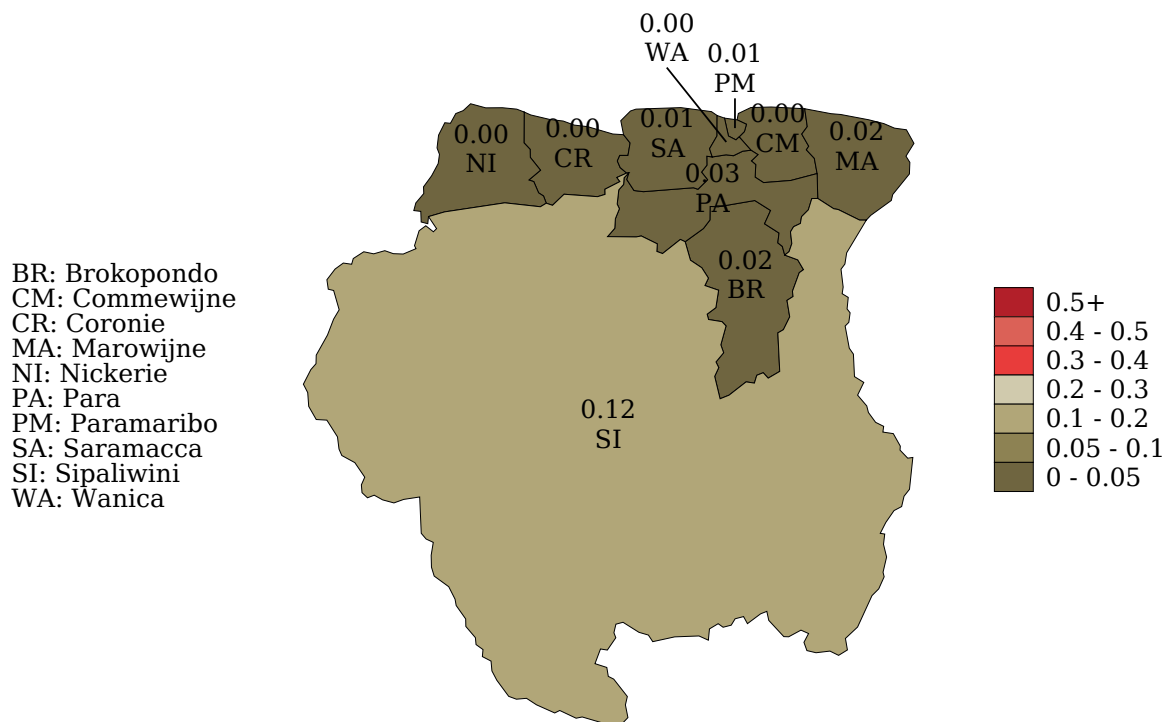 0.00
WA
0.01
PM
0.00
NI
0.00
CR
0.01
SA
0.00
CM
0.02
MA
0.03
PA
0.02
BR
0.12
SI
BR: Brokopondo
CM: Commewijne
CR: Coronie
MA: Marowijne
NI: Nickerie
PA: Para
PM: Paramaribo
SA: Saramacca
SI: Sipaliwini
WA: Wanica
0.5+
0.4 - 0.5
0.3 - 0.4
0.2 - 0.3
0.1 - 0.2
0.05 - 0.1
0 - 0.05